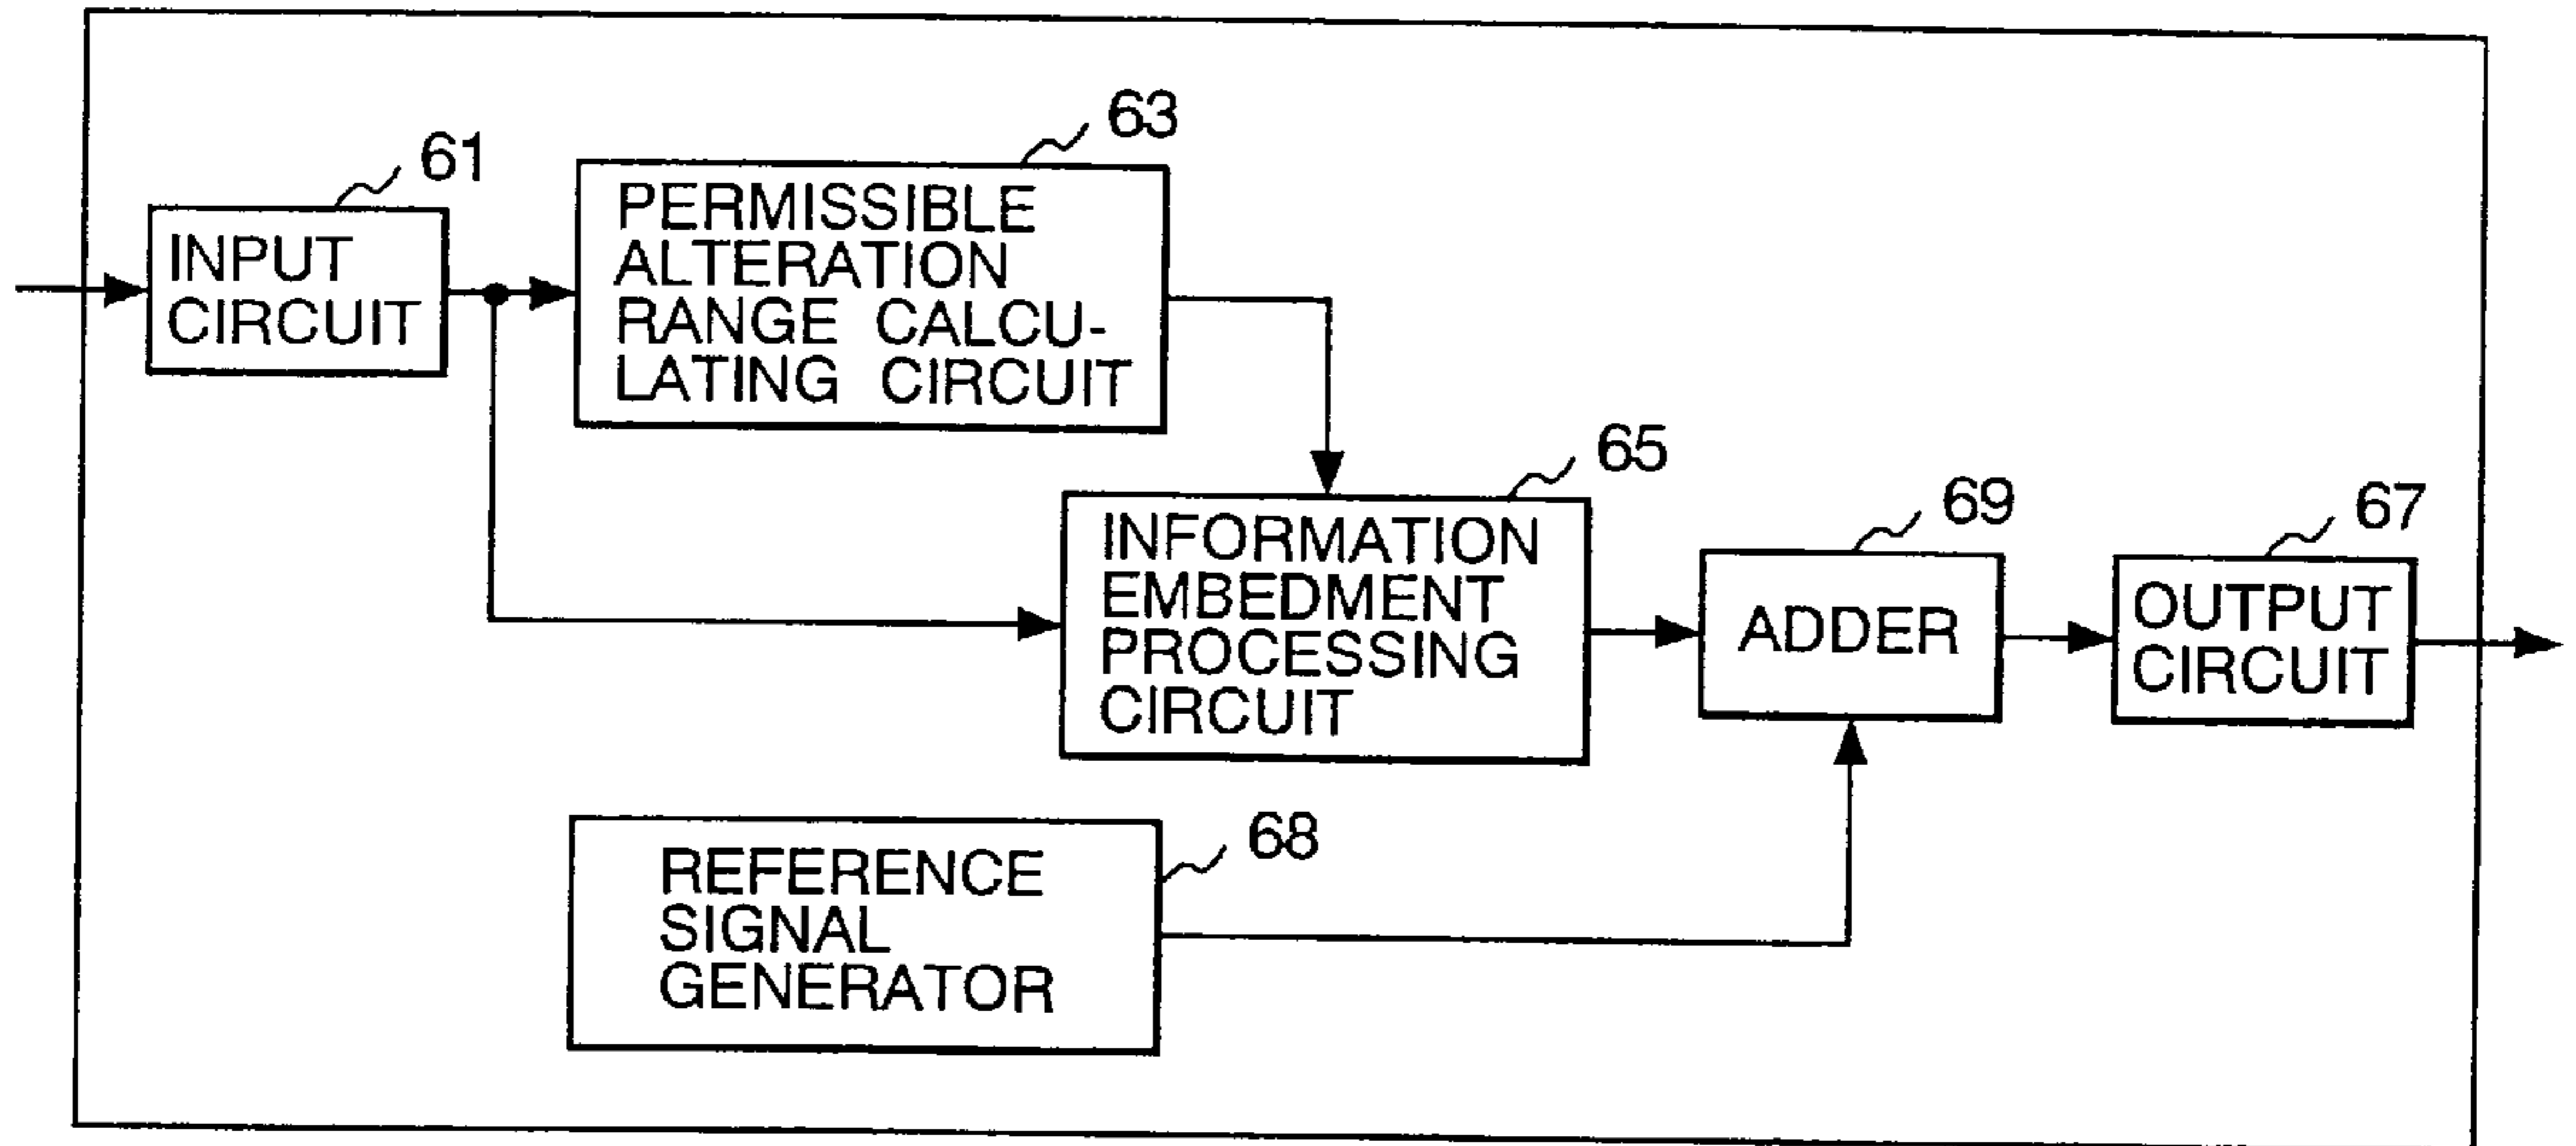 61
INPUT
CIRCUIT
63
PERMISSIBLE
ALTERATION
RANGE CALCU-
LATING CIRCUIT
65
INFORMATION
EMBEDMENT
PROCESSING
CIRCUIT
69
ADDER
67
OUTPUT
CIRCUIT
68
REFERENCE
SIGNAL
GENERATOR